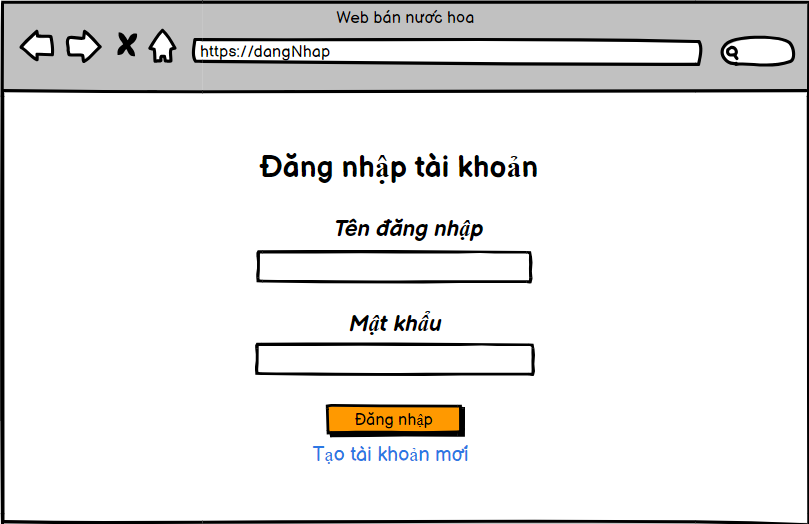 Web bán nước hoa
https://dangNhap
Đăng nhập tài khoản
Tên đăng nhập
Mật khẩu
Đăng nhập
Tạo tài khoản mới